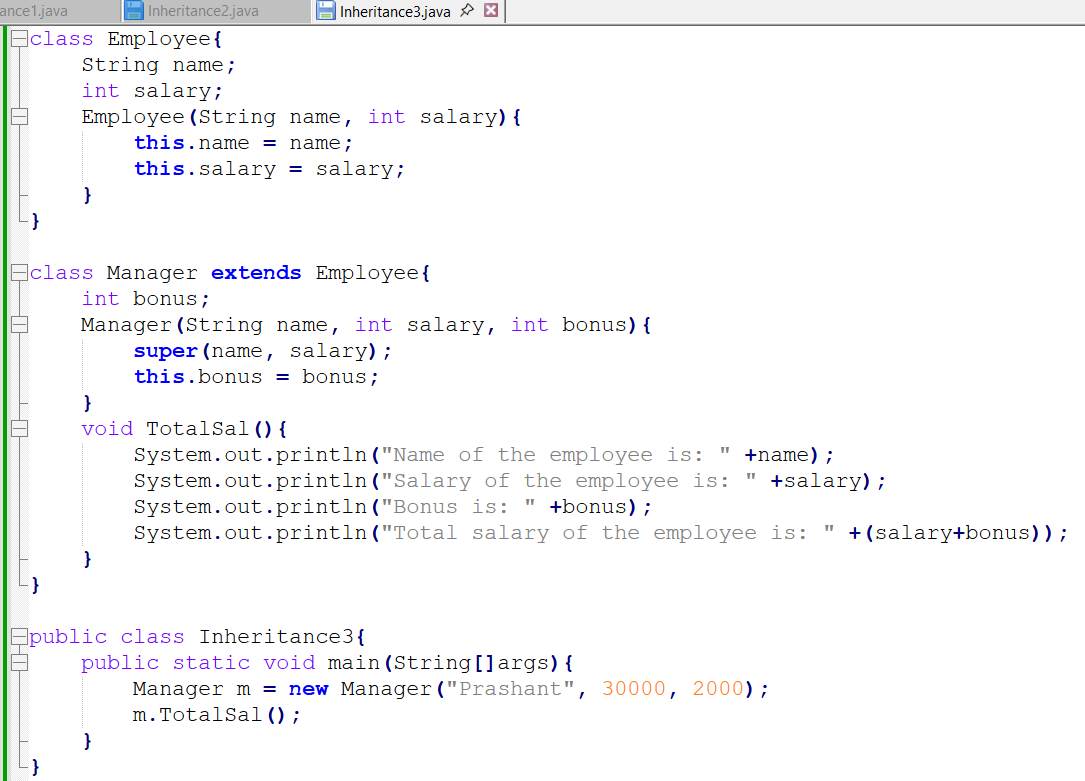 ance1.java Inheritance2.java Inheritance3.java
class Employee{
    String name;
    int salary;
    Employee(String name, int salary){
        this.name = name;
        this.salary = salary;
    }
}

class Manager extends Employee{
    int bonus;
    Manager(String name, int salary, int bonus){
        super(name, salary);
        this.bonus = bonus;
    }
    void TotalSal(){
        System.out.println("Name of the employee is: " +name);
        System.out.println("Salary of the employee is: " +salary);
        System.out.println("Bonus is: " +bonus);
        System.out.println("Total salary of the employee is: " +(salary+bonus));
    }
}

public class Inheritance3{
    public static void main(String[]args){
        Manager m = new Manager("Prashant", 30000, 2000);
        m.TotalSal();
    }
}